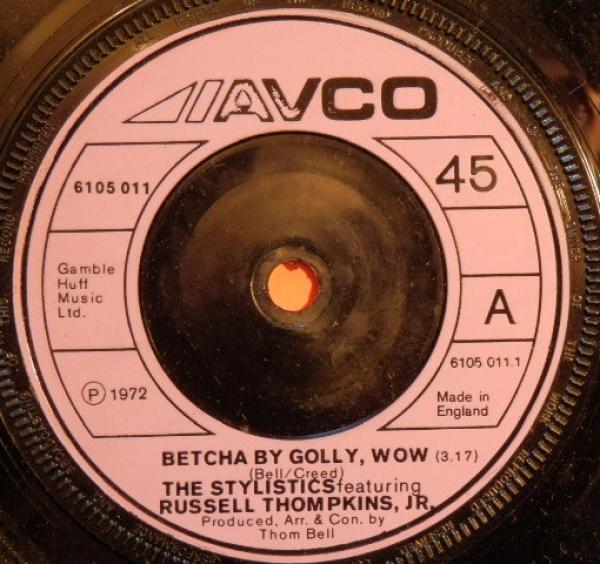 AVCO
6105 011
45
Gamble
Huff
Music
Ltd.
A
6105 011.1
℗ 1972
Made in
England
BETCHA BY GOLLY, WOW (3.17)
(Bell/Creed)
THE STYLISTICS featuring
RUSSELL THOMPKINS, JR.
Produced, Arr. & Con. by
Thom Bell